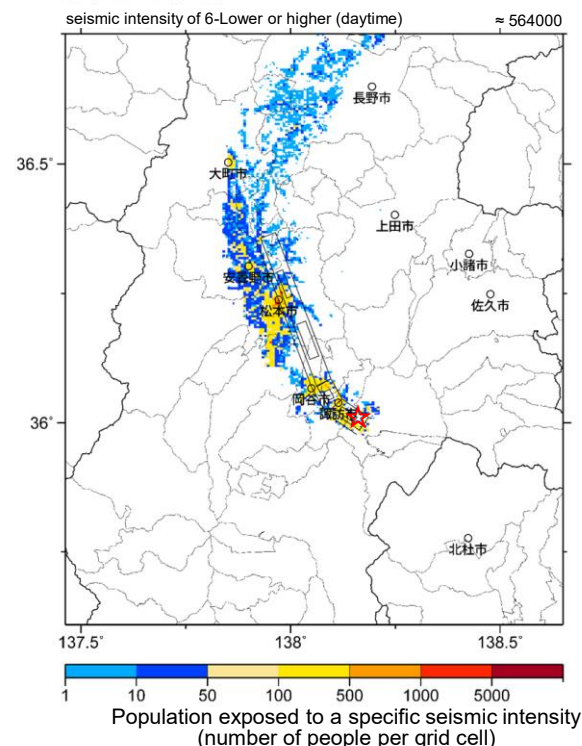 seismic intensity of 6-Lower or higher (daytime) ≈ 564000
長野市
36.5
大町市
上田市
小諸市
安曇野市
佐久市
松本市
岡谷市
諏訪市
36
北杜市
137.5 138 138.5
1 10 50 100 500 1000 5000
Population exposed to a specific seismic intensity
(number of people per grid cell)